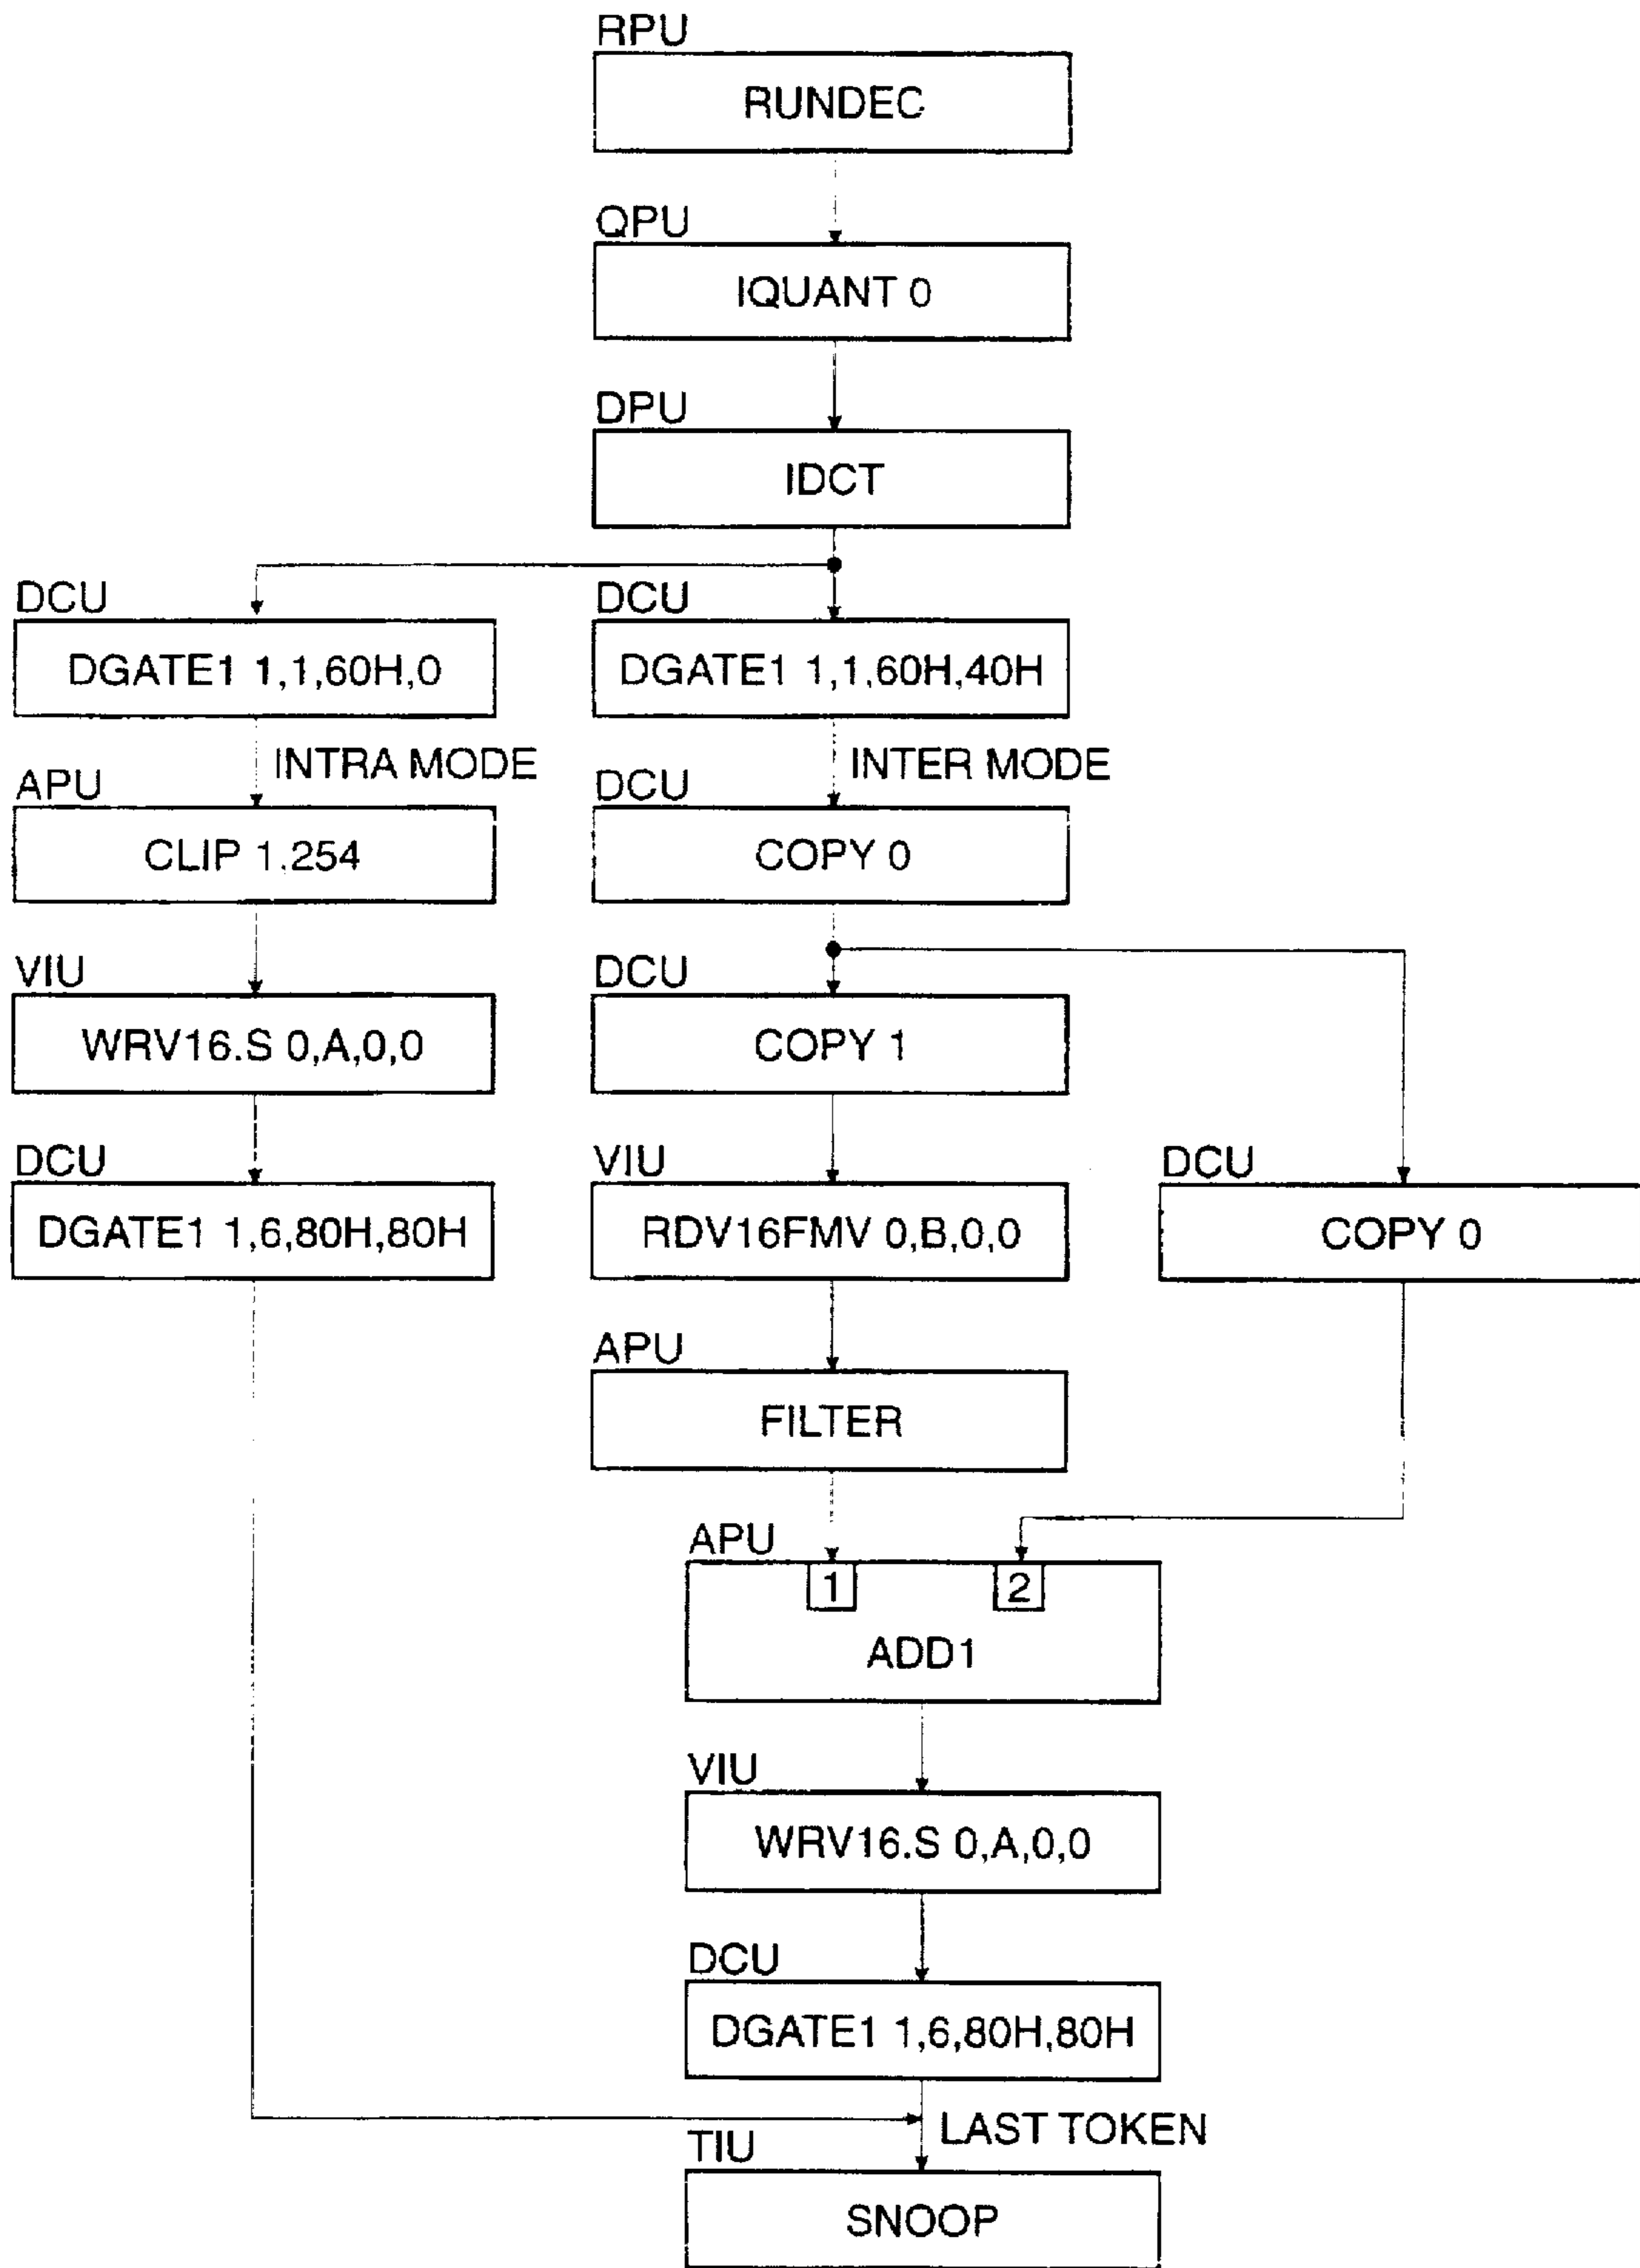 RPU
RUNDEC
QPU
IQUANT 0
DPU
IDCT
DCU
DCU
DGATE1 1,1,60H,0
DGATE1 1,1,60H,40H
INTRA MODE
INTER MODE
APU
DCU
CLIP 1.254
COPY 0
VIU
DCU
WRV16.S 0,A,0,0
COPY 1
DCU
VIU
DCU
DGATE1 1,6,80H,80H
RDV16FMV 0,B,0,0
COPY 0
APU
FILTER
APU
1
2
ADD1
VIU
WRV16.S 0,A,0,0
DCU
DGATE1 1,6,80H,80H
LAST TOKEN
TIU
SNOOP